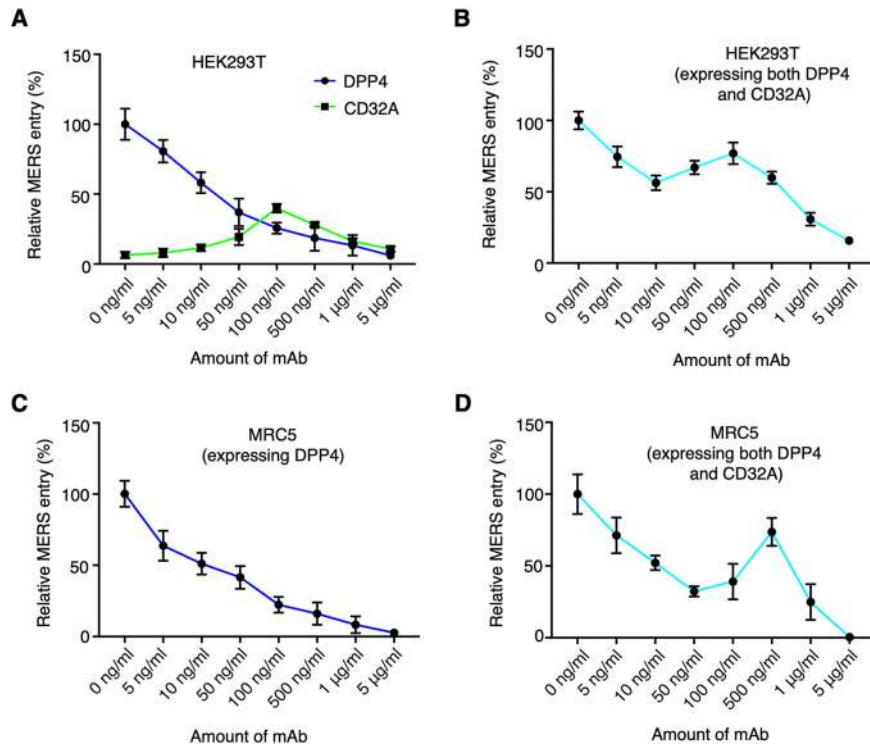 A
Relative MERS entry (%)
150
100
50
0
HEK293T
DPP4
CD32A
0 ng/ml
5 ng/ml
10 ng/ml
50 ng/ml
100 ng/ml
500 ng/ml
1 µg/ml
5 µg/ml
Amount of mAb
B
Relative MERS entry (%)
150
100
50
0
HEK293T
(expressing both DPP4
and CD32A)
0 ng/ml
5 ng/ml
10 ng/ml
50 ng/ml
100 ng/ml
500 ng/ml
1 µg/ml
5 µg/ml
Amount of mAb
C
Relative MERS entry (%)
150
100
50
0
MRC5
(expressing DPP4)
0 ng/ml
5 ng/ml
10 ng/ml
50 ng/ml
100 ng/ml
500 ng/ml
1 µg/ml
5 µg/ml
Amount of mAb
D
Relative MERS entry (%)
150
100
50
0
MRC5
(expressing both DPP4
and CD32A)
0 ng/ml
5 ng/ml
10 ng/ml
50 ng/ml
100 ng/ml
500 ng/ml
1 µg/ml
5 µg/ml
Amount of mAb